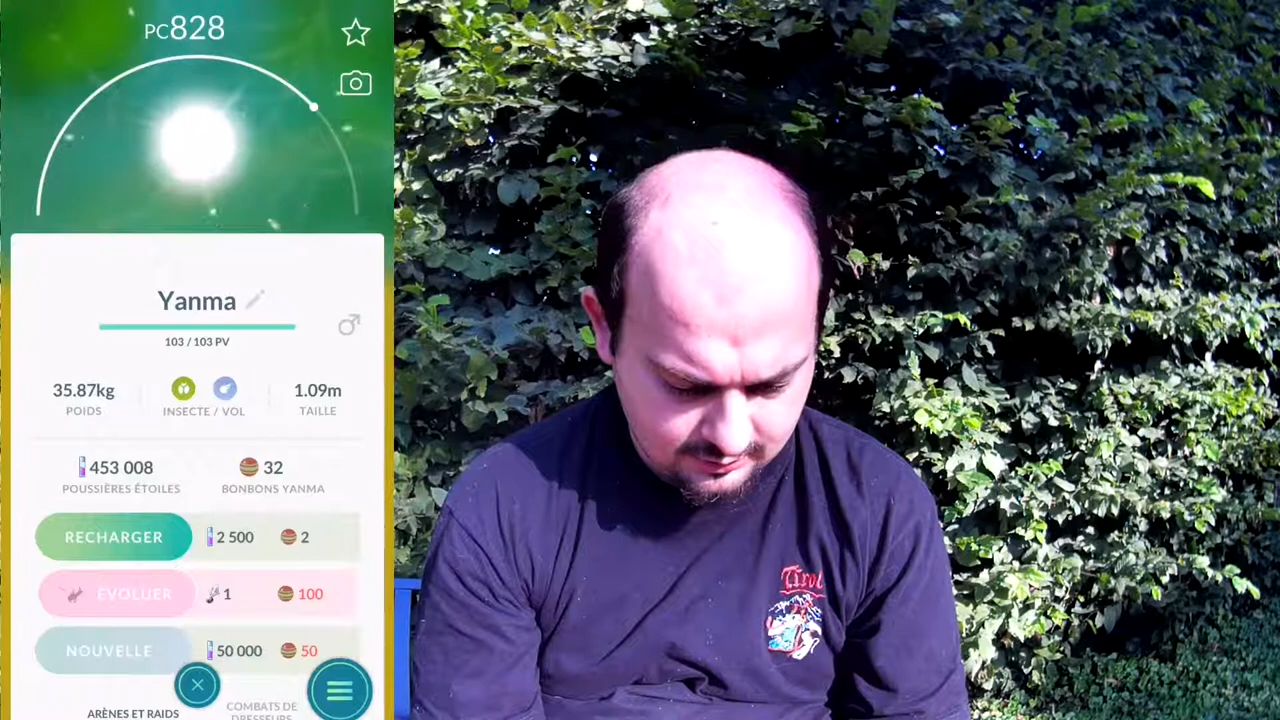 PC828
Yanma
103 / 103 PV
35.87kg
POIDS
INSECTE / VOL
1.09m
TAILLE
453 008
POUSSIÈRES ÉTOILES
32
BONBONS YANMA
RECHARGER 2 500 2
ÉVOLUER 1 100
NOUVELLE 50 000 50
ARÈNES ET RAIDS
COMBATS DE
DRESSEURS
Tirol